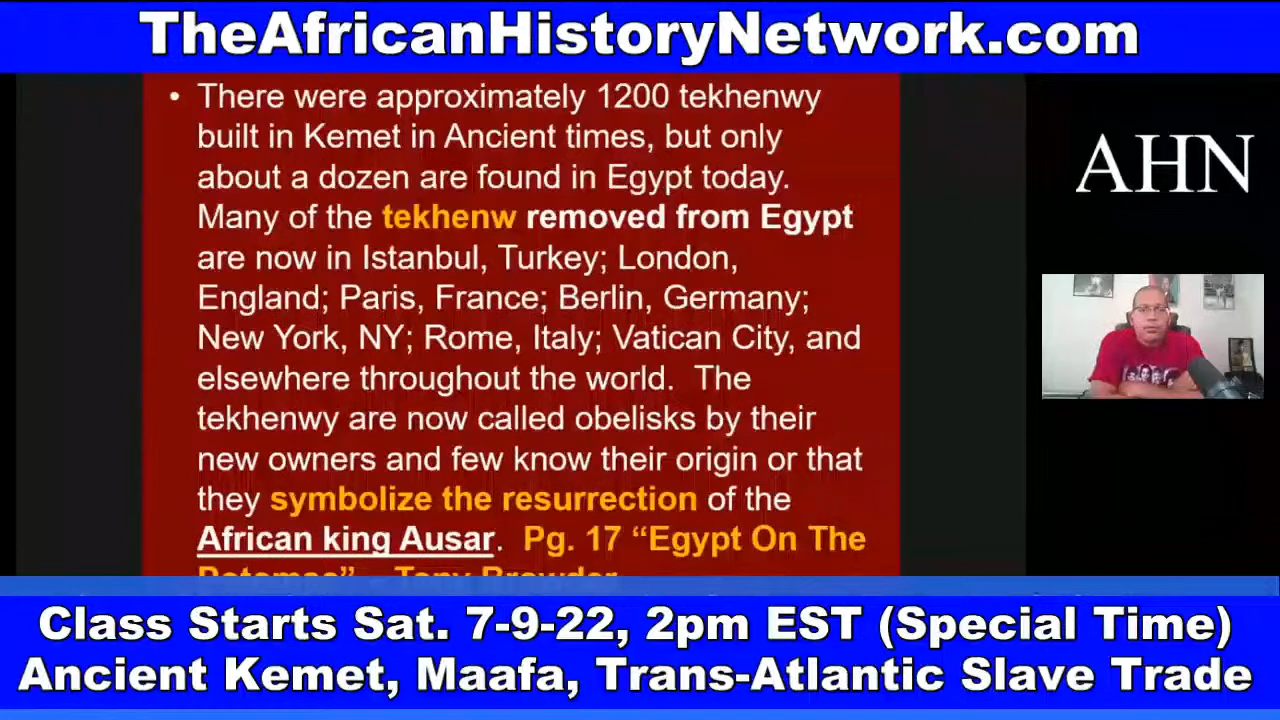 TheAfricanHistoryNetwork.com
• There were approximately 1200 tekhenwy
built in Kemet in Ancient times, but only
about a dozen are found in Egypt today.
Many of the tekhenw removed from Egypt
are now in Istanbul, Turkey; London,
England; Paris, France; Berlin, Germany;
New York, NY; Rome, Italy; Vatican City, and
elsewhere throughout the world. The
tekhenwy are now called obelisks by their
new owners and few know their origin or that
they symbolize the resurrection of the
African king Ausar. Pg. 17 “Egypt On The
Potomac” – Tony Browder
AHN
Class Starts Sat. 7-9-22, 2pm EST (Special Time)
Ancient Kemet, Maafa, Trans-Atlantic Slave Trade